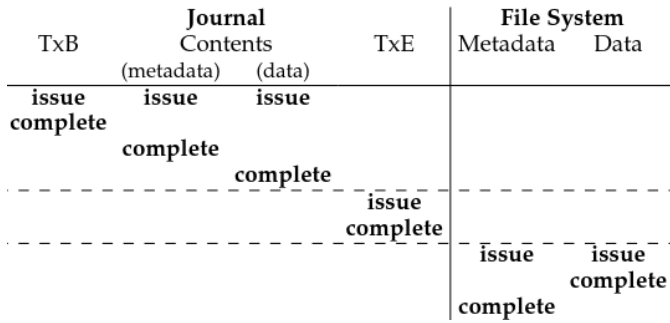 Journal File System
TxB Contents TxE Metadata Data
(metadata) (data)
issue issue issue
complete
complete
complete
issue
complete
issue issue
complete
complete